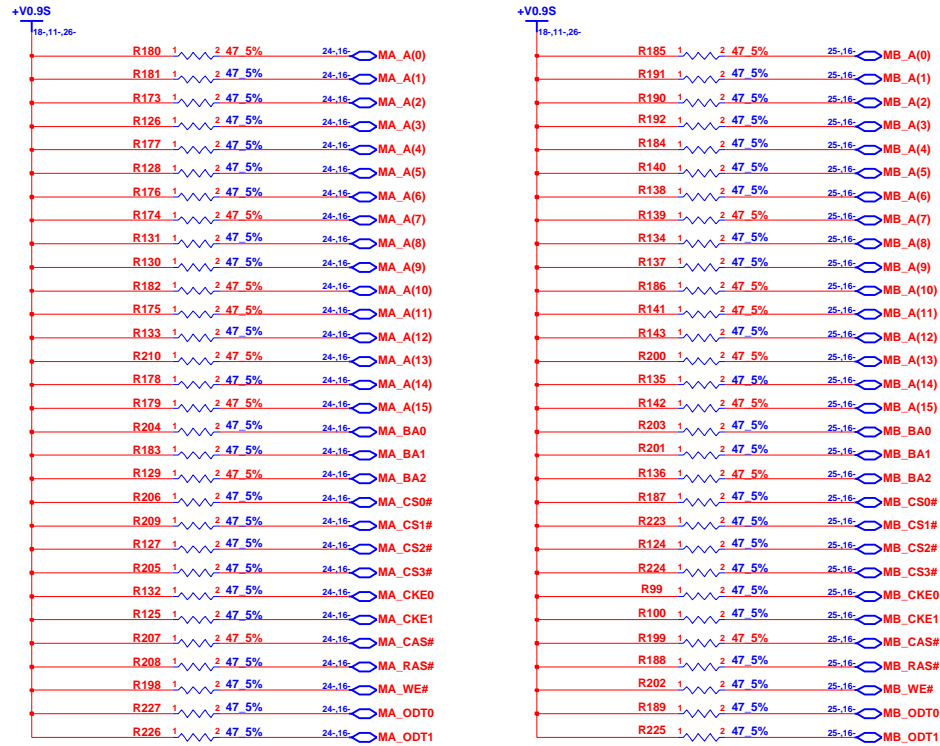 +V0.9S
18-,11-,26-
R180 1 2 47_5% 24-,16- MA_A(0)
R181 1 2 47_5% 24-,16- MA_A(1)
R173 1 2 47_5% 24-,16- MA_A(2)
R126 1 2 47_5% 24-,16- MA_A(3)
R177 1 2 47_5% 24-,16- MA_A(4)
R128 1 2 47_5% 24-,16- MA_A(5)
R176 1 2 47_5% 24-,16- MA_A(6)
R174 1 2 47_5% 24-,16- MA_A(7)
R131 1 2 47_5% 24-,16- MA_A(8)
R130 1 2 47_5% 24-,16- MA_A(9)
R182 1 2 47_5% 24-,16- MA_A(10)
R175 1 2 47_5% 24-,16- MA_A(11)
R133 1 2 47_5% 24-,16- MA_A(12)
R210 1 2 47_5% 24-,16- MA_A(13)
R178 1 2 47_5% 24-,16- MA_A(14)
R179 1 2 47_5% 24-,16- MA_A(15)
R204 1 2 47_5% 24-,16- MA_BA0
R183 1 2 47_5% 24-,16- MA_BA1
R129 1 2 47_5% 24-,16- MA_BA2
R206 1 2 47_5% 24-,16- MA_CS0#
R209 1 2 47_5% 24-,16- MA_CS1#
R127 1 2 47_5% 24-,16- MA_CS2#
R205 1 2 47_5% 24-,16- MA_CS3#
R132 1 2 47_5% 24-,16- MA_CKE0
R125 1 2 47_5% 24-,16- MA_CKE1
R207 1 2 47_5% 24-,16- MA_CAS#
R208 1 2 47_5% 24-,16- MA_RAS#
R198 1 2 47_5% 24-,16- MA_WE#
R227 1 2 47_5% 24-,16- MA_ODT0
R226 1 2 47_5% 24-,16- MA_ODT1
+V0.9S
18-,11-,26-
R185 1 2 47_5% 25-,16- MB_A(0)
R191 1 2 47_5% 25-,16- MB_A(1)
R190 1 2 47_5% 25-,16- MB_A(2)
R192 1 2 47_5% 25-,16- MB_A(3)
R184 1 2 47_5% 25-,16- MB_A(4)
R140 1 2 47_5% 25-,16- MB_A(5)
R138 1 2 47_5% 25-,16- MB_A(6)
R139 1 2 47_5% 25-,16- MB_A(7)
R134 1 2 47_5% 25-,16- MB_A(8)
R137 1 2 47_5% 25-,16- MB_A(9)
R186 1 2 47_5% 25-,16- MB_A(10)
R141 1 2 47_5% 25-,16- MB_A(11)
R143 1 2 47_5% 25-,16- MB_A(12)
R200 1 2 47_5% 25-,16- MB_A(13)
R135 1 2 47_5% 25-,16- MB_A(14)
R142 1 2 47_5% 25-,16- MB_A(15)
R203 1 2 47_5% 25-,16- MB_BA0
R201 1 2 47_5% 25-,16- MB_BA1
R136 1 2 47_5% 25-,16- MB_BA2
R187 1 2 47_5% 25-,16- MB_CS0#
R223 1 2 47_5% 25-,16- MB_CS1#
R124 1 2 47_5% 25-,16- MB_CS2#
R224 1 2 47_5% 25-,16- MB_CS3#
R99 1 2 47_5% 25-,16- MB_CKE0
R100 1 2 47_5% 25-,16- MB_CKE1
R199 1 2 47_5% 25-,16- MB_CAS#
R188 1 2 47_5% 25-,16- MB_RAS#
R202 1 2 47_5% 25-,16- MB_WE#
R189 1 2 47_5% 25-,16- MB_ODT0
R225 1 2 47_5% 25-,16- MB_ODT1